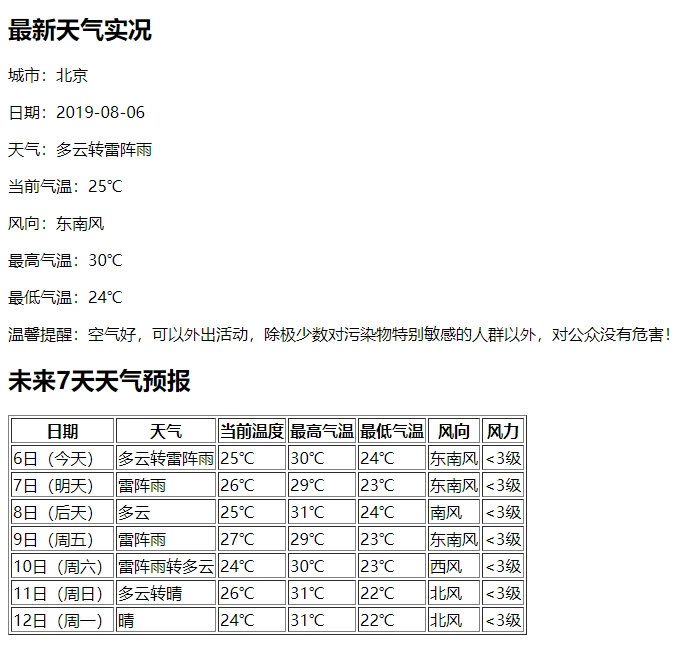 最新天气实况
城市：北京
日期：2019-08-06
天气：多云转雷阵雨
当前气温：25℃
风向：东南风
最高气温：30℃
最低气温：24℃
温馨提醒：空气好，可以外出活动，除极少数对污染物特别敏感的人群以外，对公众没有危害！
未来7天天气预报
日期 天气 当前温度 最高气温 最低气温 风向 风力
6日（今天） 多云转雷阵雨 25℃ 30℃ 24℃ 东南风 <3级
7日（明天） 雷阵雨 26℃ 29℃ 23℃ 东南风 <3级
8日（后天） 多云 25℃ 31℃ 24℃ 南风 <3级
9日（周五） 雷阵雨 27℃ 29℃ 23℃ 东南风 <3级
10日（周六） 雷阵雨转多云 24℃ 30℃ 23℃ 西风 <3级
11日（周日） 多云转晴 26℃ 31℃ 22℃ 北风 <3级
12日（周一） 晴 24℃ 31℃ 22℃ 北风 <3级